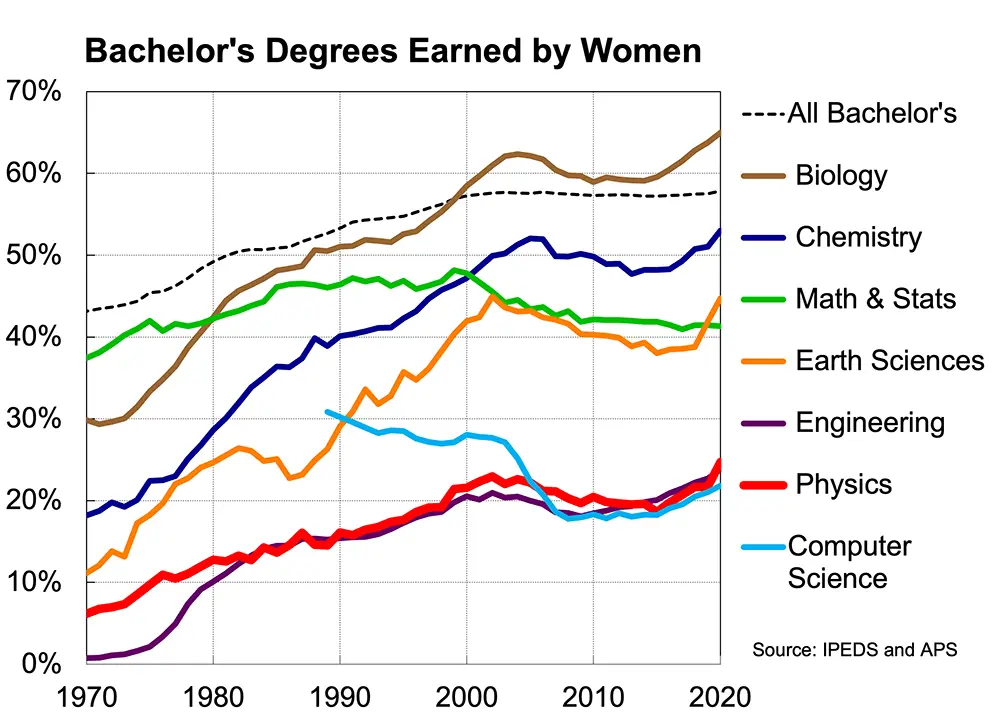 Bachelor's Degrees Earned by Women
70%
60%
50%
40%
30%
20%
10%
0%
1970
1980
1990
2000
2010
2020
All Bachelor's
Biology
Chemistry
Math & Stats
Earth Sciences
Engineering
Physics
Computer
Science
Source: IPEDS and APS